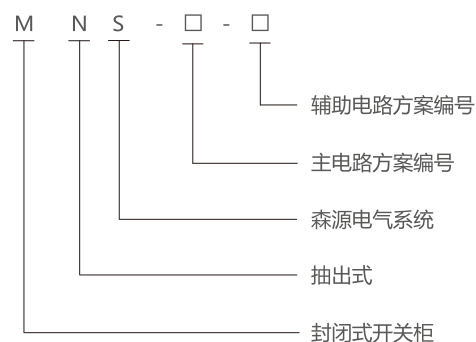 M N S - □ - □
辅助电路方案编号
主电路方案编号
森源电气系统
抽出式
封闭式开关柜